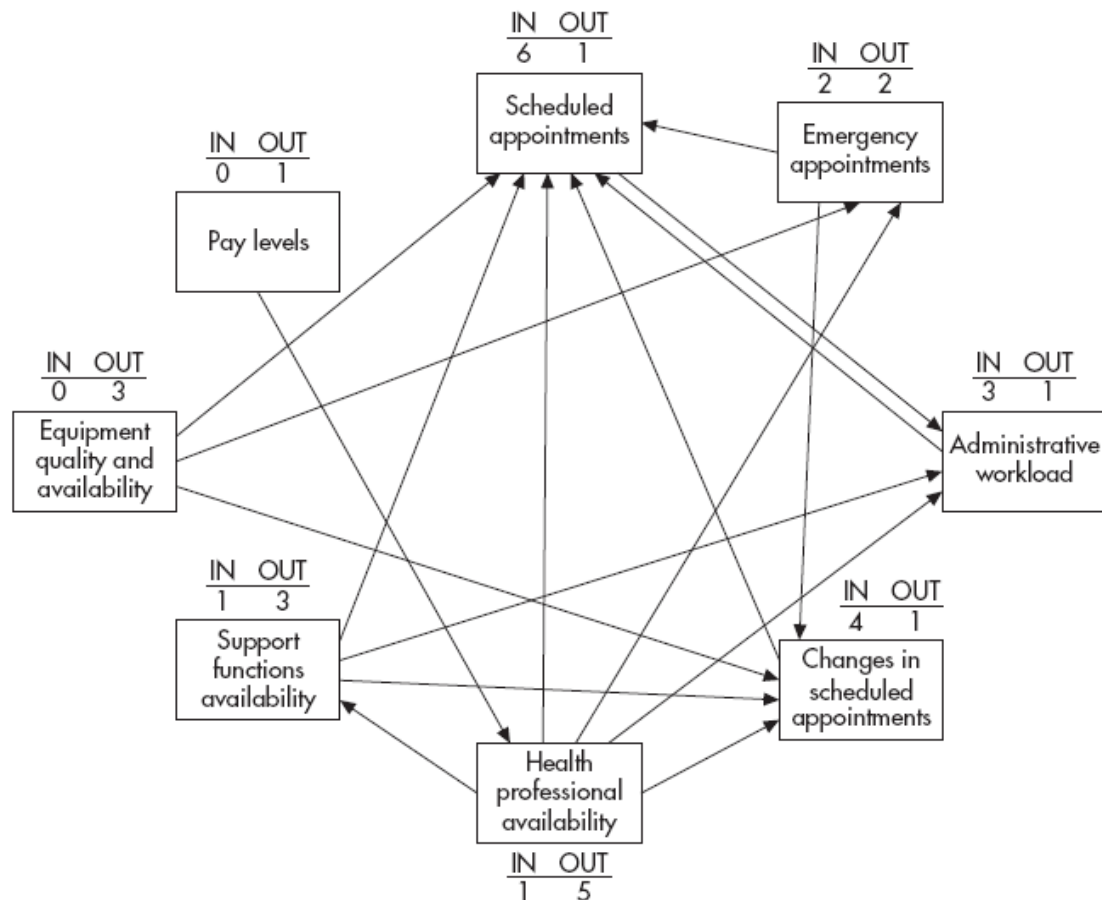 IN OUT
6 1
Scheduled
appointments
IN OUT
2 2
Emergency
appointments
IN OUT
0 1
Pay levels
IN OUT
0 3
Equipment
quality and
availability
IN OUT
3 1
Administrative
workload
IN OUT
1 3
Support
functions
availability
IN OUT
4 1
Changes in
scheduled
appointments
Health
professional
availability
IN OUT
1 5